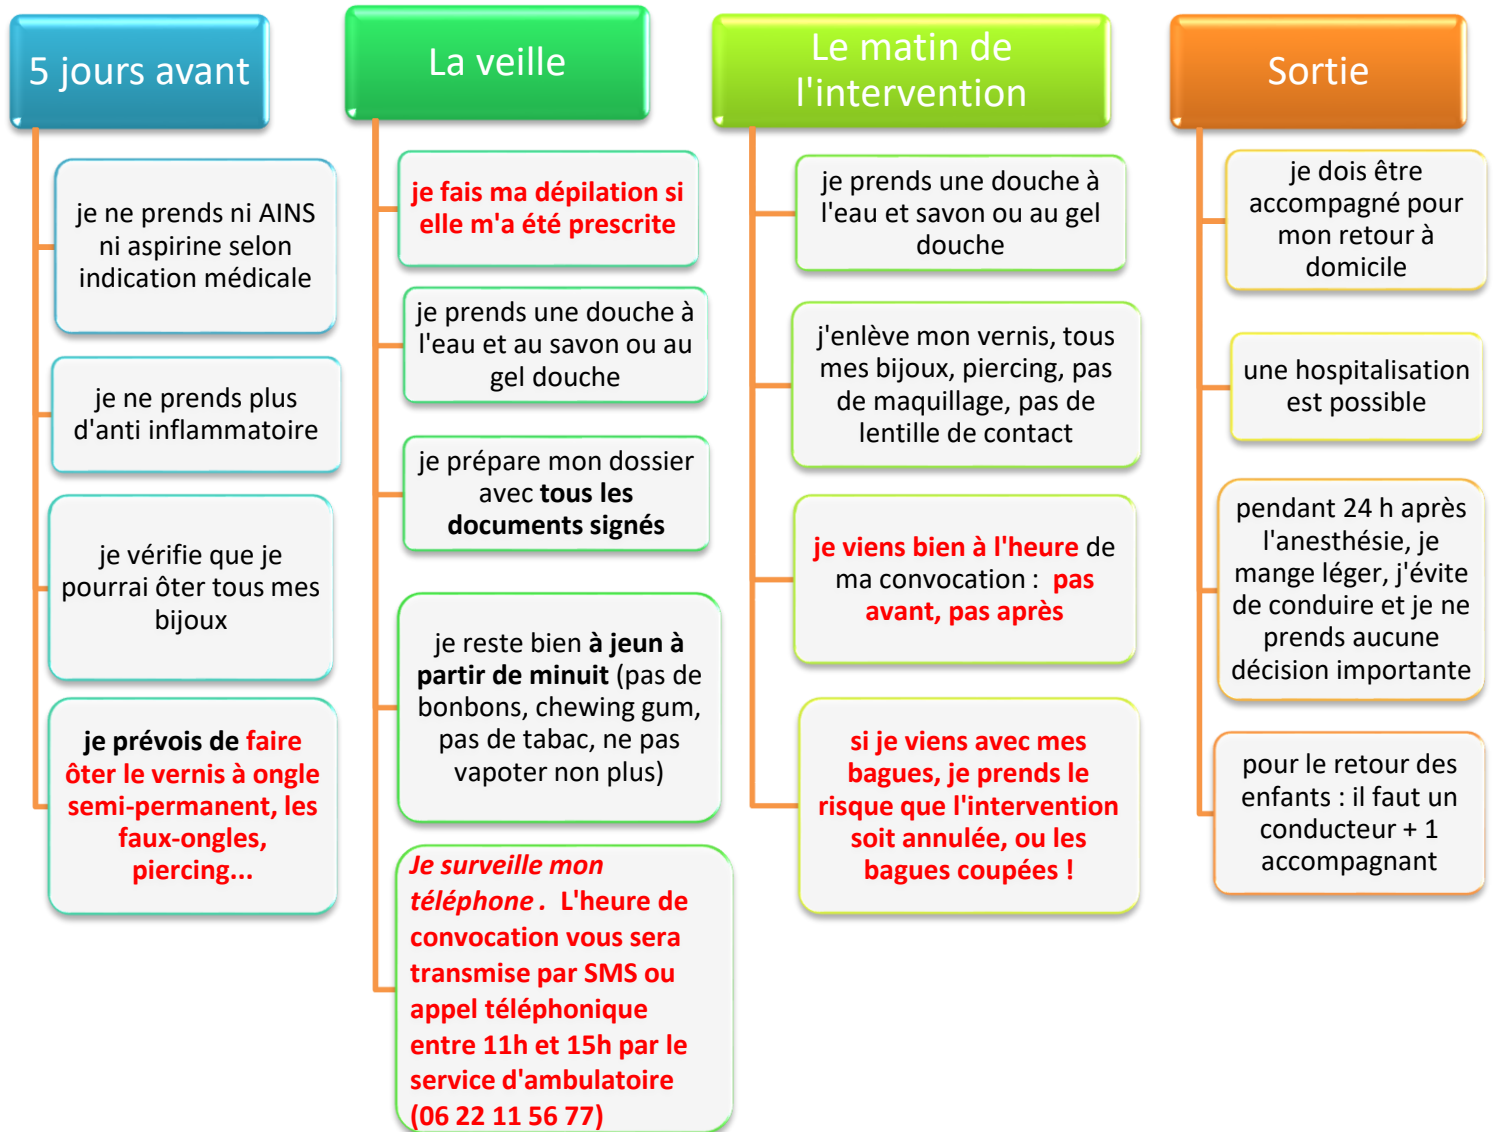 5 jours avant
je ne prends ni AINS
ni aspirine selon
indication médicale
je ne prends plus
d'anti inflammatoire
je vérifie que je
pourrai ôter tous mes
bijoux
je prévois de faire
ôter le vernis à ongle
semi-permanent, les
faux-ongles,
piercing...
La veille
je fais ma dépilation si
elle m'a été prescrite
je prends une douche à
l'eau et au savon ou au
gel douche
je prépare mon dossier
avec tous les
documents signés
je reste bien à jeun à
partir de minuit (pas de
bonbons, chewing gum,
pas de tabac, ne pas
vapoter non plus)
Je surveille mon
téléphone . L'heure de
convocation vous sera
transmise par SMS ou
appel téléphonique
entre 11h et 15h par le
service d'ambulatoire
(06 22 11 56 77)
Le matin de
l'intervention
je prends une douche à
l'eau et savon ou au gel
douche
j'enlève mon vernis, tous
mes bijoux, piercing, pas
de maquillage, pas de
lentille de contact
je viens bien à l'heure de
ma convocation : pas
avant, pas après
si je viens avec mes
bagues, je prends le
risque que l'intervention
soit annulée, ou les
bagues coupées !
Sortie
je dois être
accompagné pour
mon retour à
domicile
une hospitalisation
est possible
pendant 24 h après
l'anesthésie, je
mange léger, j'évite
de conduire et je ne
prends aucune
décision importante
pour le retour des
enfants : il faut un
conducteur + 1
accompagnant